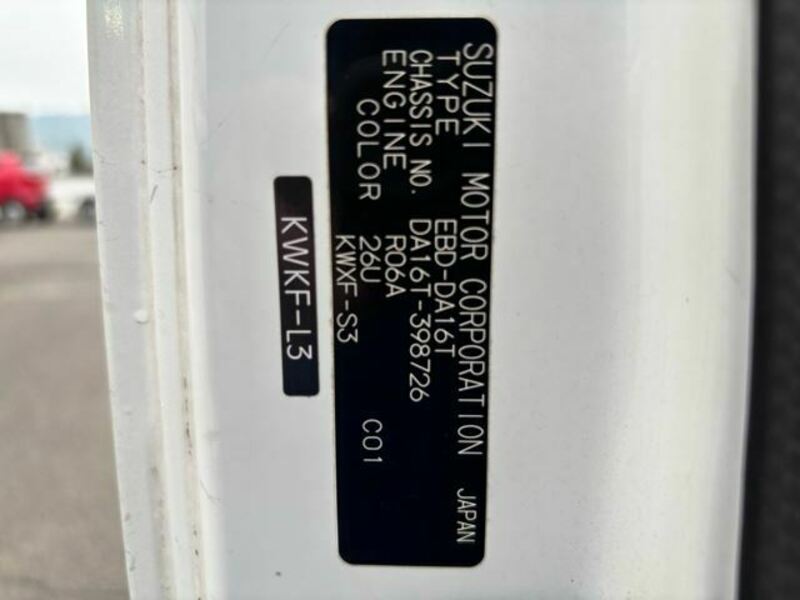 SUZUKI MOTOR CORPORATION JAPAN
TYPE EBD-DA16T
CHASSIS NO. DA16T-398726
ENGINE R06A
COLOR 26U C01
KWXF-S3
KWKF-L3